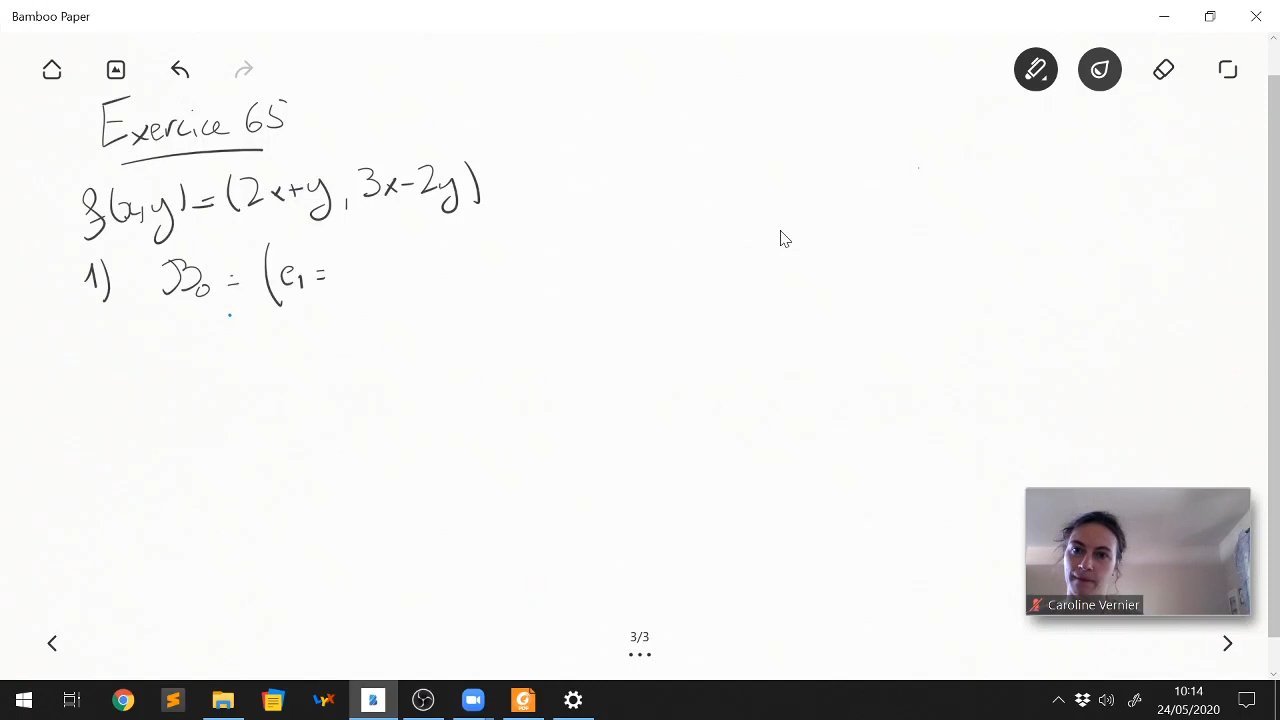 Bamboo Paper
Exercice 65
f(x,y)=(2x+y, 3x-2y)
1) B₀ = (e₁ =
Caroline Vernier
3/3
10:14
24/05/2020